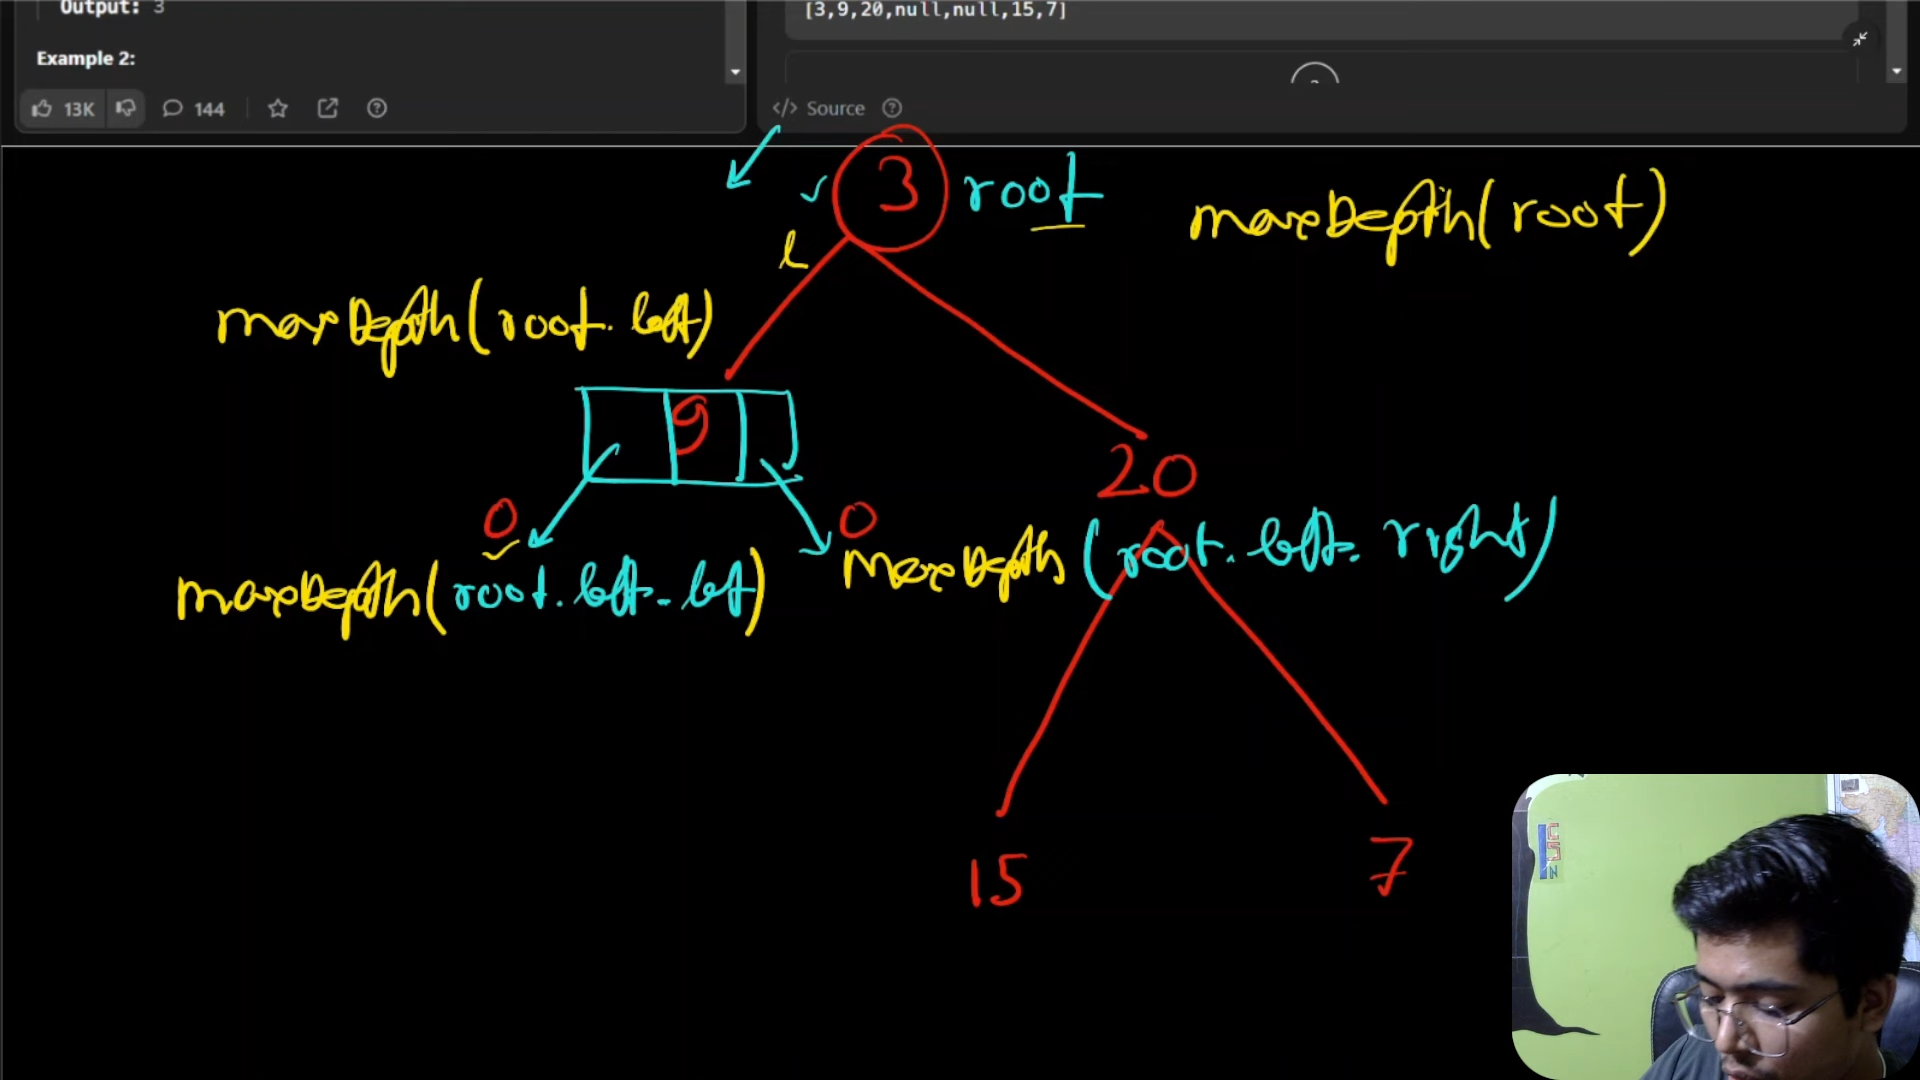 Output: 3
[3,9,20,null,null,15,7]
Example 2:
13K
144
</> Source
3
root
maxDepth(root)
l
maxDepth(root.left)
9
20
0
0
maxDepth(root.left.left)
maxDepth(root.left.right)
15
7